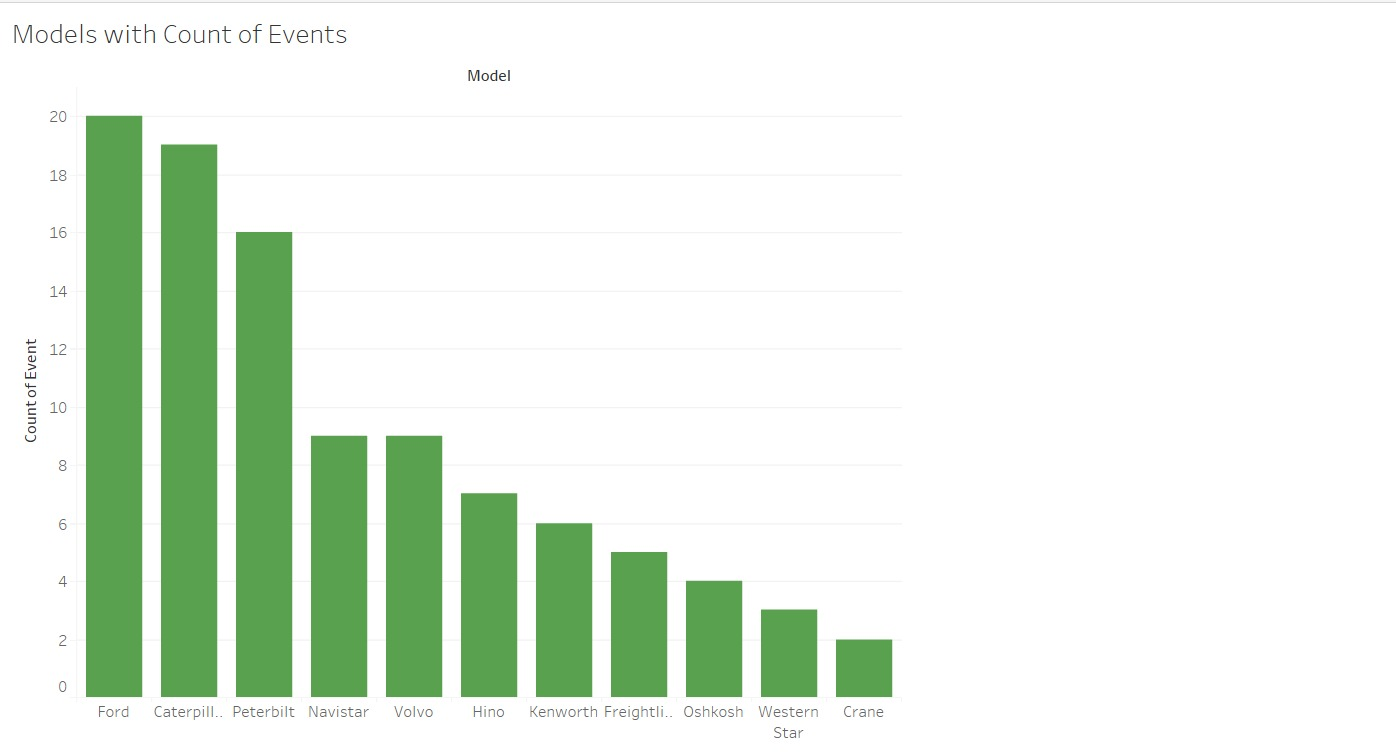 Models with Count of Events
Model
Count of Event
20
18
16
14
12
10
8
6
4
2
0
Ford Caterpill.. Peterbilt Navistar Volvo Hino Kenworth Freightli.. Oshkosh Western Star Crane